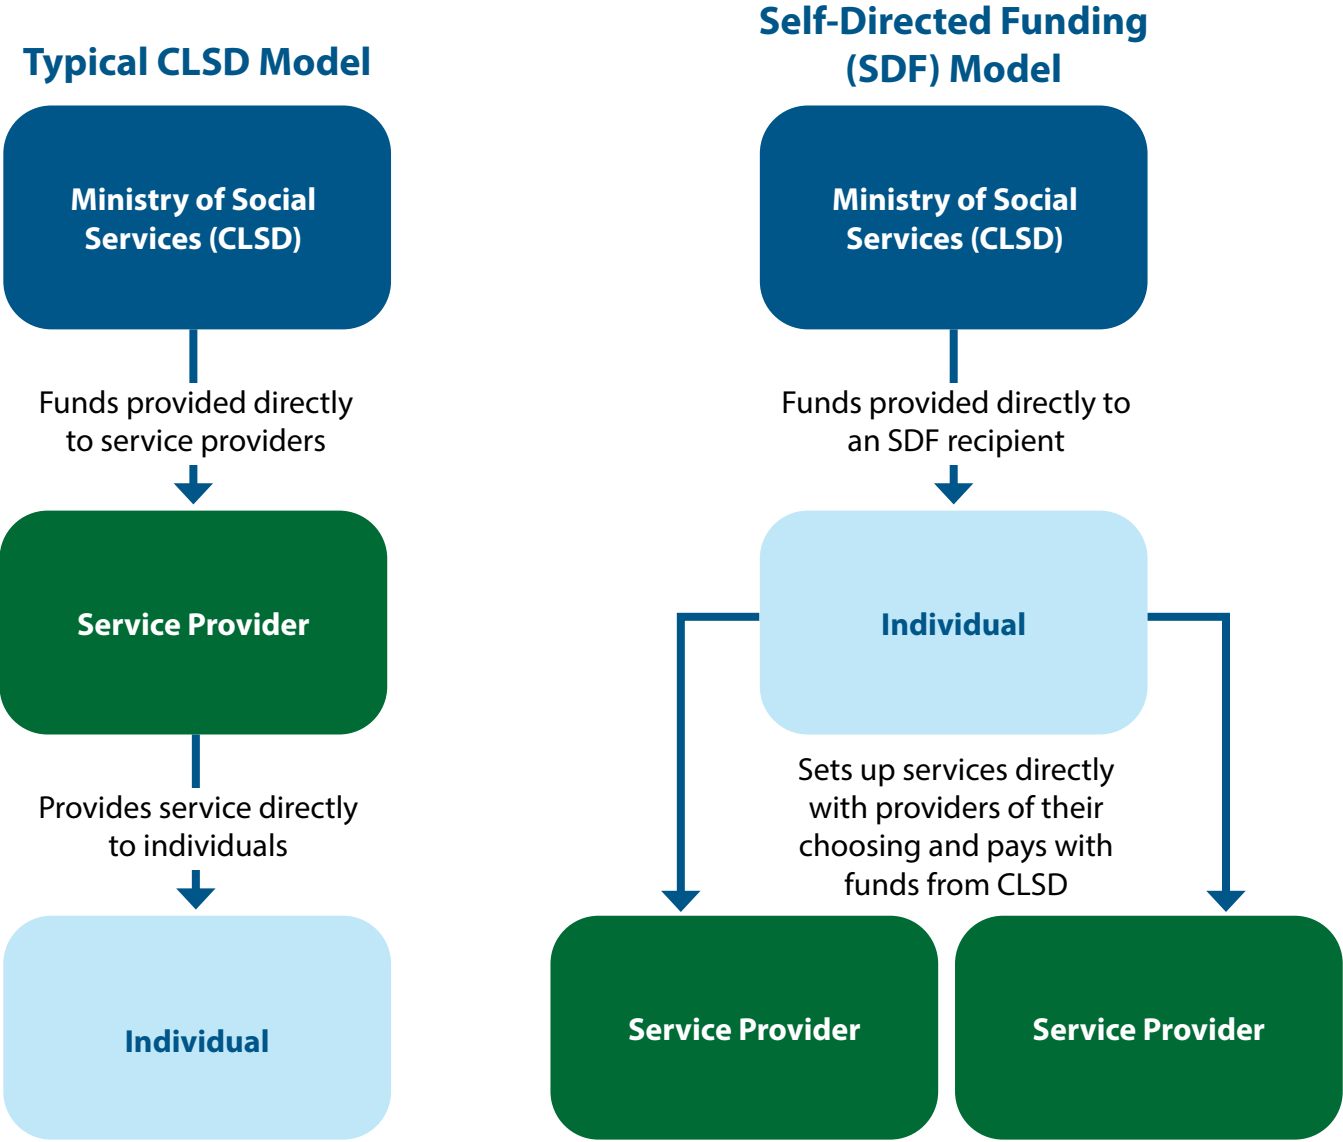 Typical CLSD Model
Ministry of Social
Services (CLSD)
Funds provided directly
to service providers
Service Provider
Provides service directly
to individuals
Individual
Self-Directed Funding
(SDF) Model
Ministry of Social
Services (CLSD)
Funds provided directly to
an SDF recipient
Individual
Sets up services directly
with providers of their
choosing and pays with
funds from CLSD
Service Provider
Service Provider